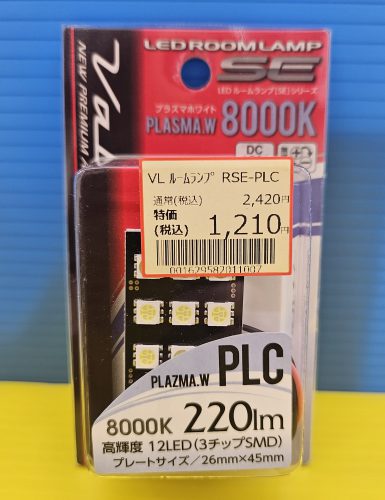 LED ROOM LAMP
SE
LED ルームランプ[SE]シリーズ
プラズマホワイト
PLASMA.W 8000K
DC
NEW PREMIUM
VL ルームランプ RSE-PLC
通常(税込) 2,420円
特価
(税込) 1,210円
001629582011007
PLAZMA.W PLC
8000K 220lm
高輝度 12LED(3チップSMD)
プレートサイズ/26mm×45mm